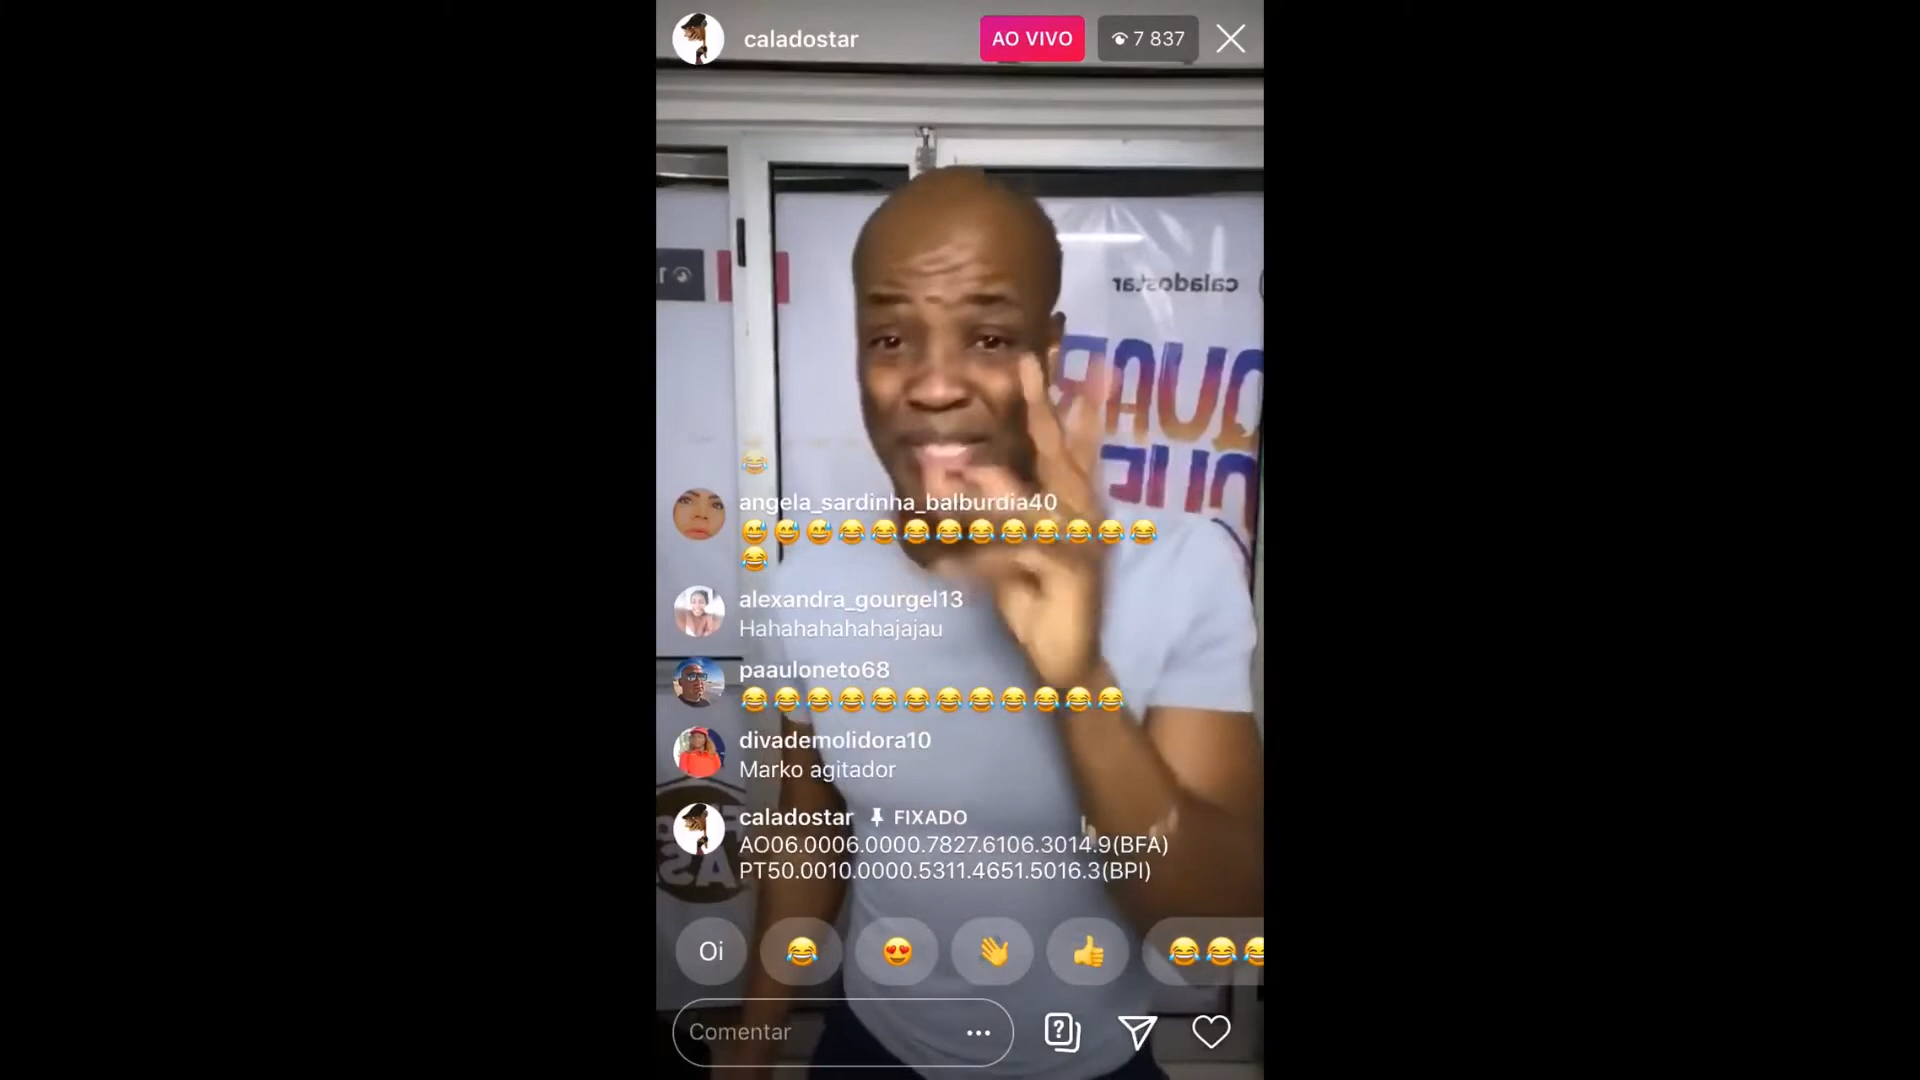 caladostar
AO VIVO
7 837
caladostar
QUAR
😂
angela_sardinha_balburdia40
😅😅😅😂😂😂😂😂😂😂😂😂😂
😂
alexandra_gourgel13
Hahahahahahajajau
paauloneto68
😂😂😂😂😂😂😂😂😂😂😂😂
divademolidora10
Marko agitador
caladostar FIXADO
AO06.0006.0000.7827.6106.3014.9(BFA)
PT50.0010.0000.5311.4651.5016.3(BPI)
Oi 😂 😍 👋 👍 😂😂😂
Comentar